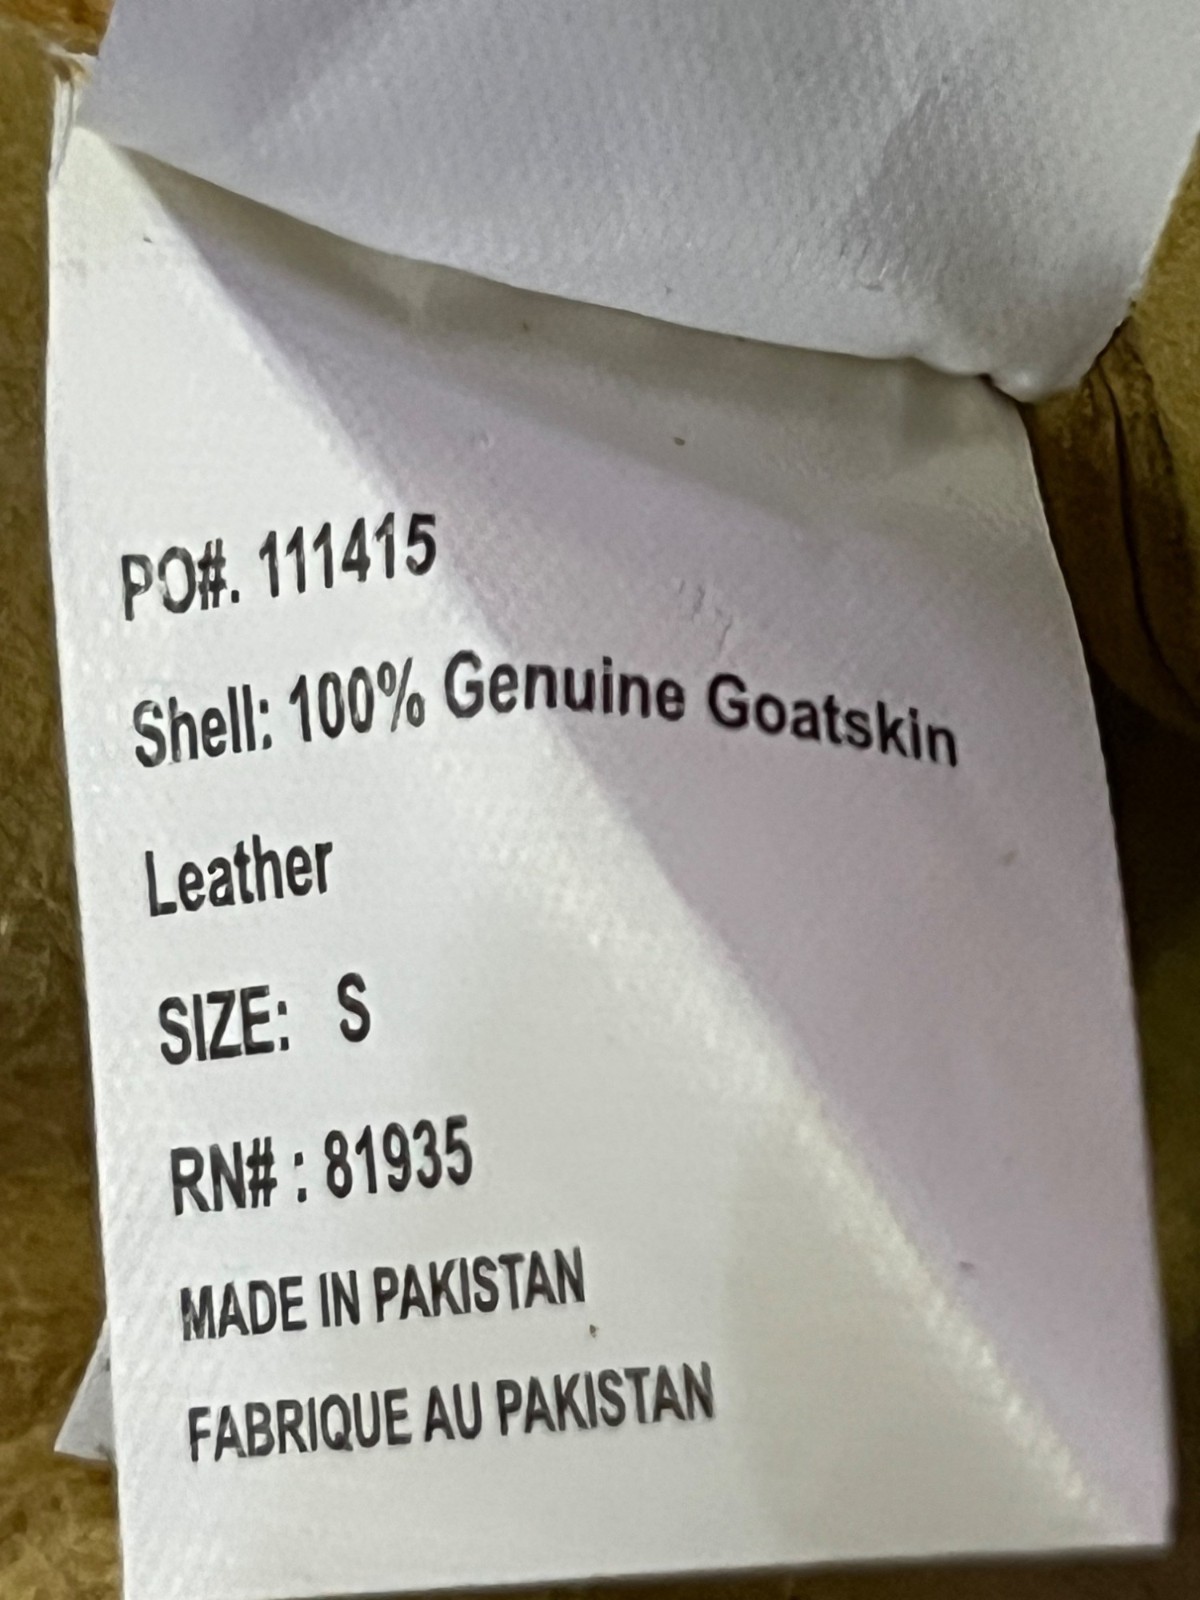 PO#. 111415
Shell: 100% Genuine Goatskin
Leather
SIZE: S
RN# : 81935
MADE IN PAKISTAN
FABRIQUE AU PAKISTAN